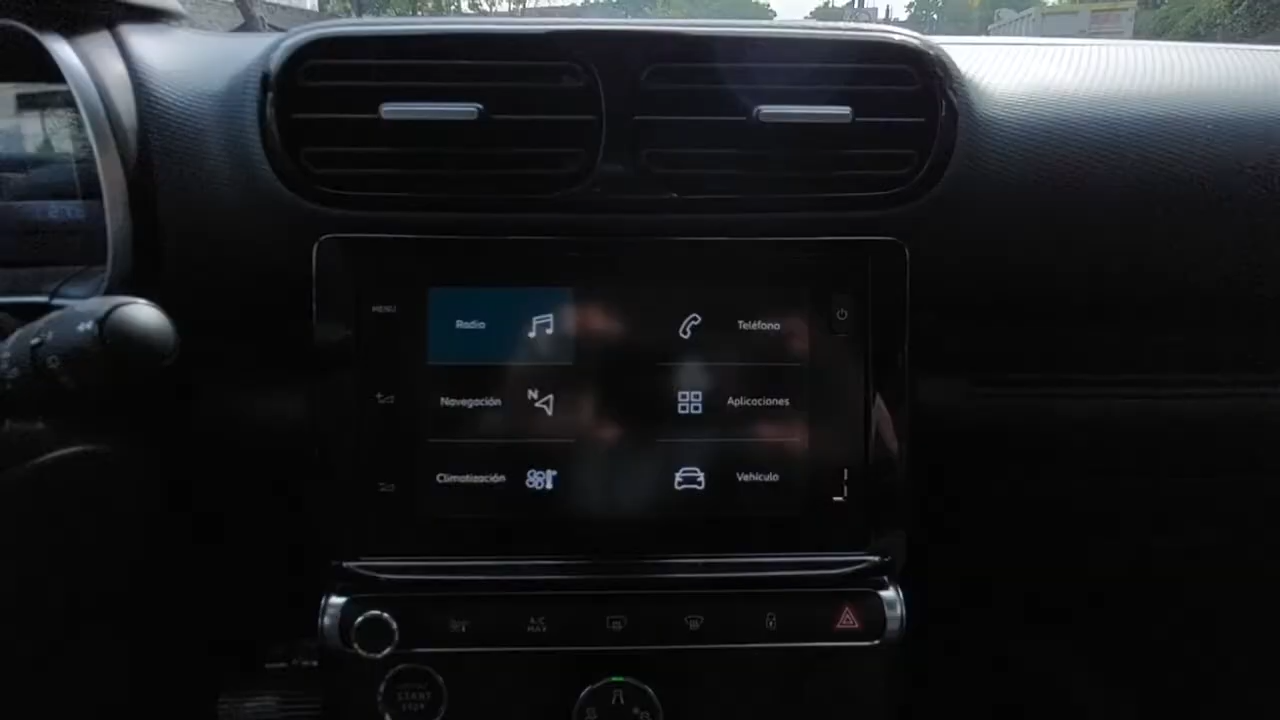 MENU
Radio
Teléfono
Navegación
N
Aplicaciones
Climatización
Vehículo
A/C
MAX
START
STOP